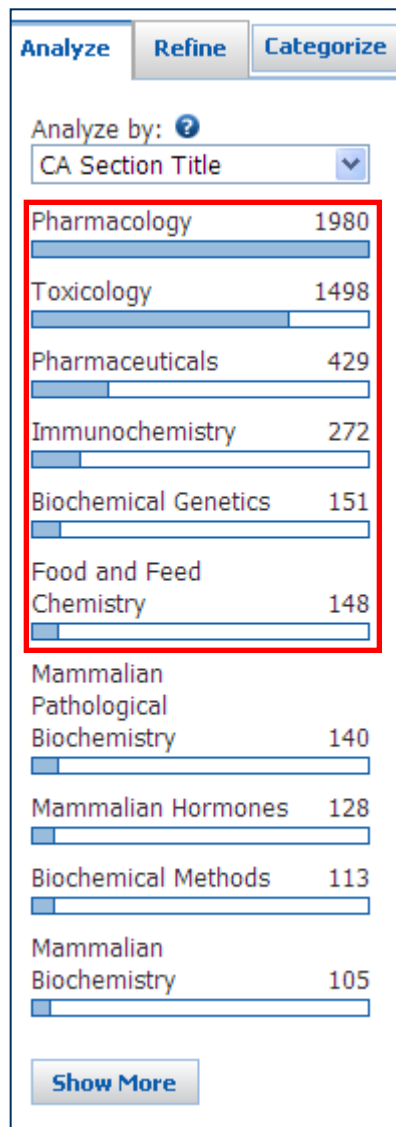 Analyze Refine Categorize
Analyze by: ?
CA Section Title
Pharmacology 1980
Toxicology 1498
Pharmaceuticals 429
Immunochemistry 272
Biochemical Genetics 151
Food and Feed
Chemistry 148
Mammalian
Pathological
Biochemistry 140
Mammalian Hormones 128
Biochemical Methods 113
Mammalian
Biochemistry 105
Show More